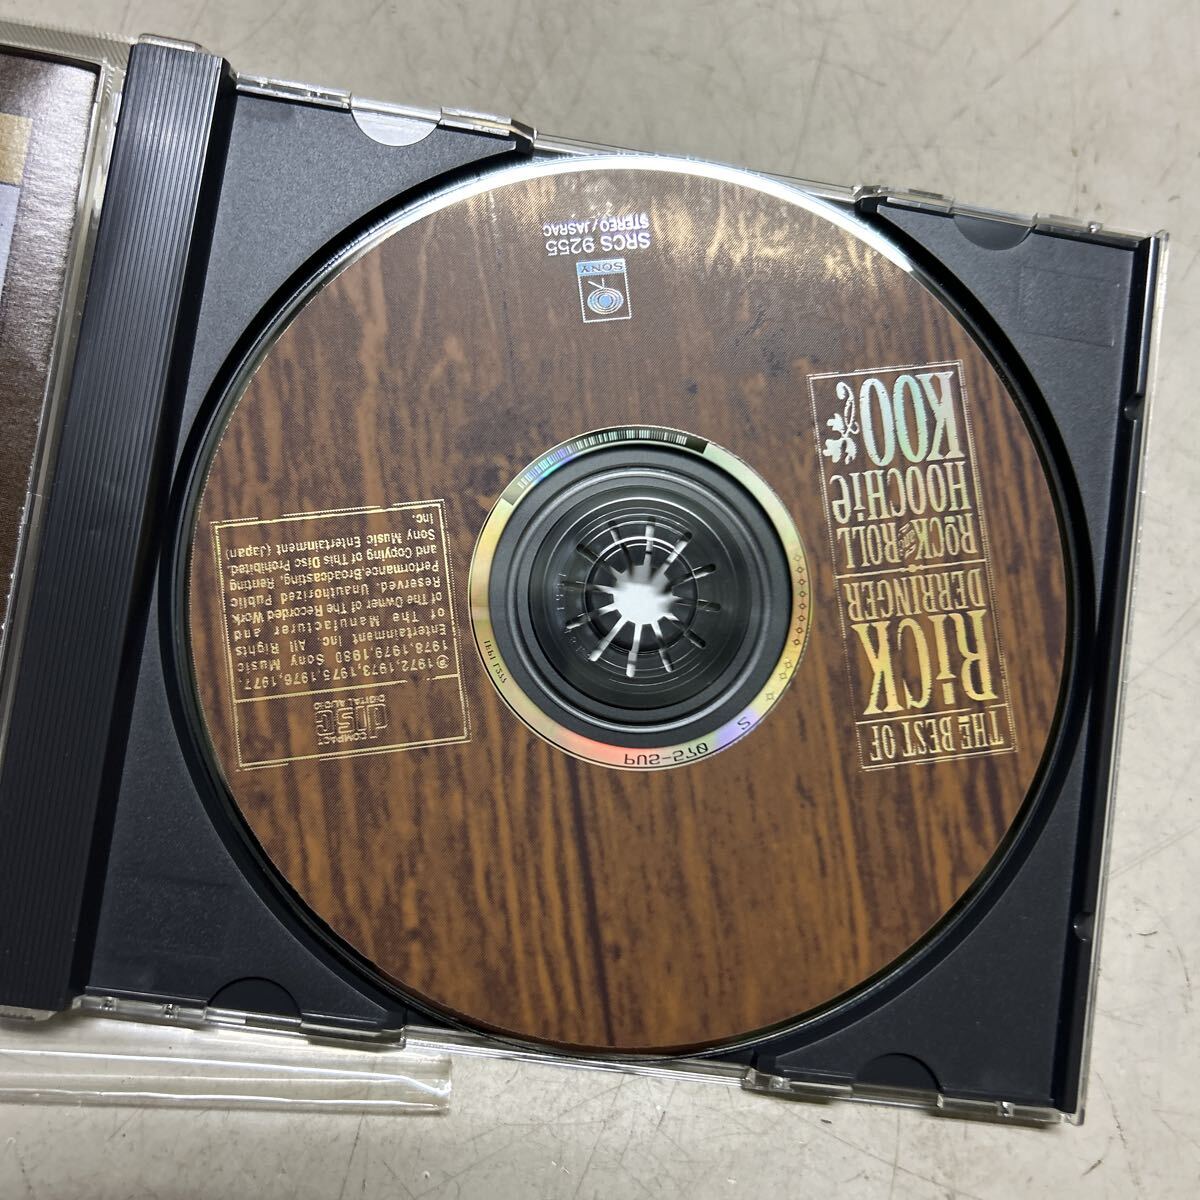 THE BEST OF
RiCK
DERRINGER
ROCK AND ROLL
HOOCHiE
KOO
SONY
SRCS 9255
STEREO/JASRAC
COMPACT
disc
DIGITAL AUDIO
℗1972,1973,1975,1976,1977,
1978,1979,1980 Sony Music
Entertainment Inc. All Rights
of The Manufacturer and
of The Owner of The Recorded Work
Reserved. Unauthorized Public
Performance, Broadcasting, Renting
and Copying of This Disc Prohibited.
Sony Music Entertainment (Japan)
Inc.
S